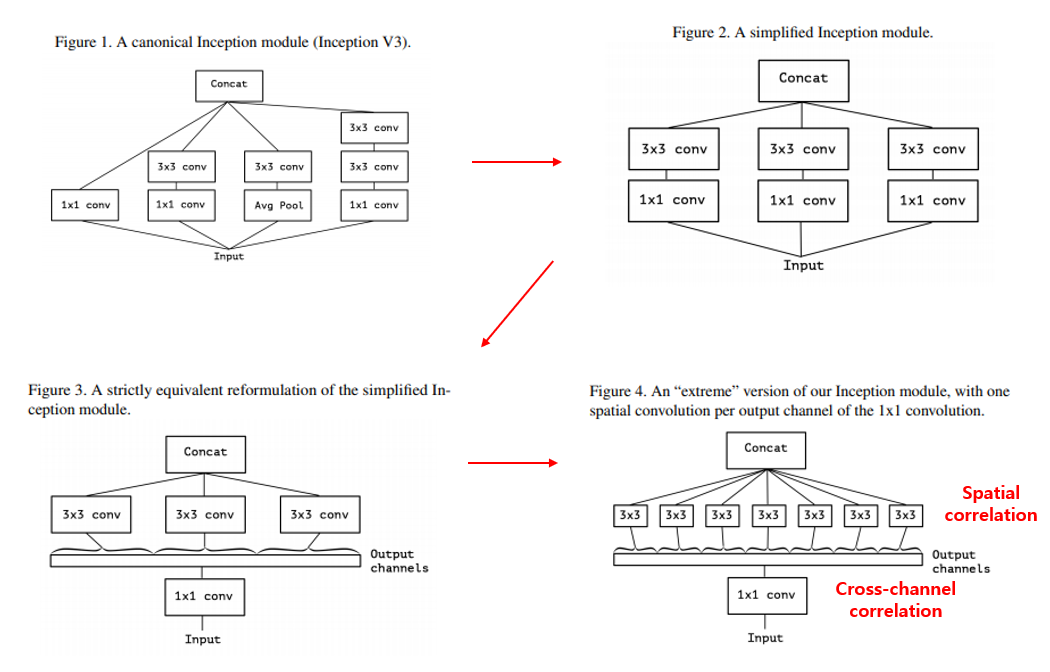 Figure 1. A canonical Inception module (Inception V3).
Concat
3x3 conv
3x3 conv
3x3 conv
3x3 conv
1x1 conv
1x1 conv
Avg Pool
1x1 conv
Input
Figure 2. A simplified Inception module.
Concat
3x3 conv
3x3 conv
3x3 conv
1x1 conv
1x1 conv
1x1 conv
Input
Figure 3. A strictly equivalent reformulation of the simplified In-
ception module.
Concat
3x3 conv
3x3 conv
3x3 conv
Output
channels
1x1 conv
Input
Figure 4. An “extreme” version of our Inception module, with one
spatial convolution per output channel of the 1x1 convolution.
Concat
3x3
3x3
3x3
3x3
3x3
3x3
3x3
Spatial
correlation
Output
channels
1x1 conv
Cross-channel
correlation
Input